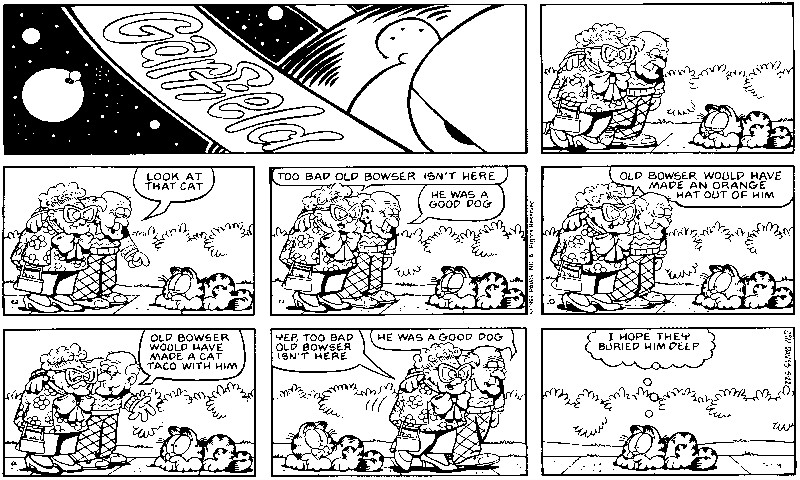 Garfield
LOOK AT
THAT CAT
TOO BAD OLD BOWSER ISN'T HERE
HE WAS A
GOOD DOG
OLD BOWSER WOULD HAVE
MADE AN ORANGE
HAT OUT OF HIM
OLD BOWSER
WOULD HAVE
MADE A CAT
TACO WITH HIM
YEP, TOO BAD
OLD BOWSER
ISN'T HERE
HE WAS A GOOD DOG
I HOPE THEY
BURIED HIM DEEP